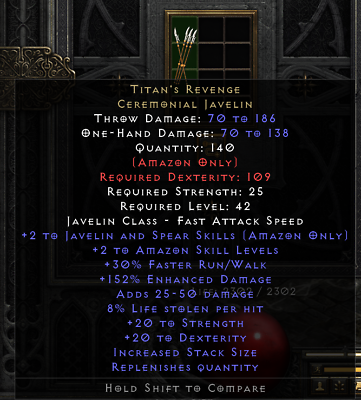 Titan's Revenge
Ceremonial Javelin
Throw Damage: 70 to 186
One-Hand Damage: 70 to 138
Quantity: 140
(Amazon Only)
Required Dexterity: 109
Required Strength: 25
Required Level: 42
Javelin Class - Fast Attack Speed
+2 to Javelin and Spear Skills (Amazon Only)
+2 to Amazon Skill Levels
+30% Faster Run/Walk
+152% Enhanced Damage
Adds 25-50 damage
2302 / 2302
8% Life stolen per hit
+20 to Strength
+20 to Dexterity
Increased Stack Size
Replenishes quantity
Hold Shift to Compare